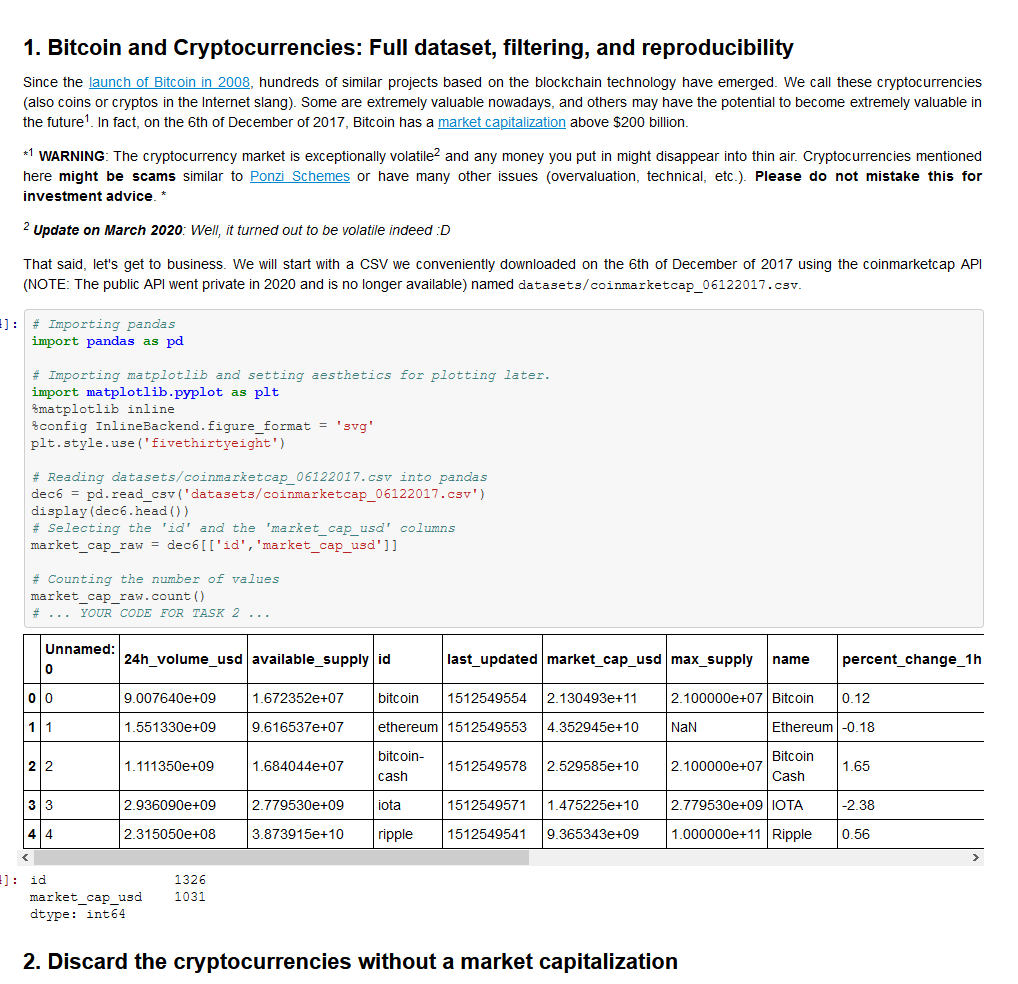 1. Bitcoin and Cryptocurrencies: Full dataset, filtering, and reproducibility
Since the launch of Bitcoin in 2008, hundreds of similar projects based on the blockchain technology have emerged. We call these cryptocurrencies
(also coins or cryptos in the Internet slang). Some are extremely valuable nowadays, and others may have the potential to become extremely valuable in
the future1. In fact, on the 6th of December of 2017, Bitcoin has a market capitalization above $200 billion.
*1 WARNING: The cryptocurrency market is exceptionally volatile2 and any money you put in might disappear into thin air. Cryptocurrencies mentioned
here might be scams similar to Ponzi Schemes or have many other issues (overvaluation, technical, etc.). Please do not mistake this for
investment advice. *
2 Update on March 2020: Well, it turned out to be volatile indeed :D
That said, let's get to business. We will start with a CSV we conveniently downloaded on the 6th of December of 2017 using the coinmarketcap API
(NOTE: The public API went private in 2020 and is no longer available) named datasets/coinmarketcap_06122017.csv.
]: # Importing pandas
import pandas as pd
# Importing matplotlib and setting aesthetics for plotting later.
import matplotlib.pyplot as plt
%matplotlib inline
%config InlineBackend.figure_format = 'svg'
plt.style.use('fivethirtyeight')
# Reading datasets/coinmarketcap_06122017.csv into pandas
dec6 = pd.read_csv('datasets/coinmarketcap_06122017.csv')
display(dec6.head())
# Selecting the 'id' and the 'market_cap_usd' columns
market_cap_raw = dec6[['id','market_cap_usd']]
# Counting the number of values
market_cap_raw.count()
# ... YOUR CODE FOR TASK 2 ...
Unnamed: 0 24h_volume_usd available_supply id last_updated market_cap_usd max_supply name percent_change_1h
0 0 9.007640e+09 1.672352e+07 bitcoin 1512549554 2.130493e+11 2.100000e+07 Bitcoin 0.12
1 1 1.551330e+09 9.616537e+07 ethereum 1512549553 4.352945e+10 NaN Ethereum -0.18
2 2 1.111350e+09 1.684044e+07 bitcoin-cash 1512549578 2.529585e+10 2.100000e+07 Bitcoin Cash 1.65
3 3 2.936090e+09 2.779530e+09 iota 1512549571 1.475225e+10 2.779530e+09 IOTA -2.38
4 4 2.315050e+08 3.873915e+10 ripple 1512549541 9.365343e+09 1.000000e+11 Ripple 0.56
]: id 1326
market_cap_usd 1031
dtype: int64
2. Discard the cryptocurrencies without a market capitalization